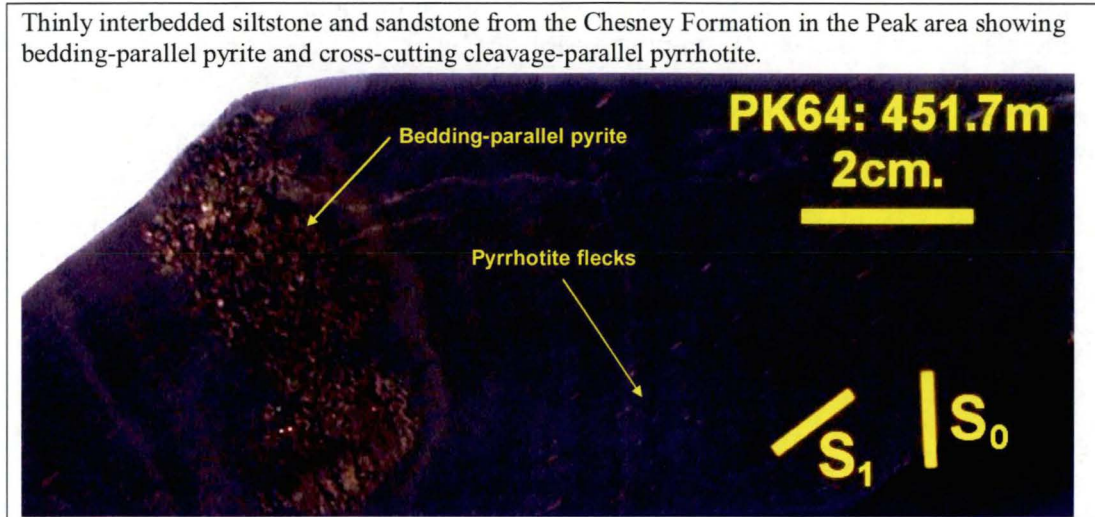 Thinly interbedded siltstone and sandstone from the Chesney Formation in the Peak area showing
bedding-parallel pyrite and cross-cutting cleavage-parallel pyrrhotite.
PK64: 451.7m
2cm.
Bedding-parallel pyrite
Pyrrhotite flecks
S₁
S₀